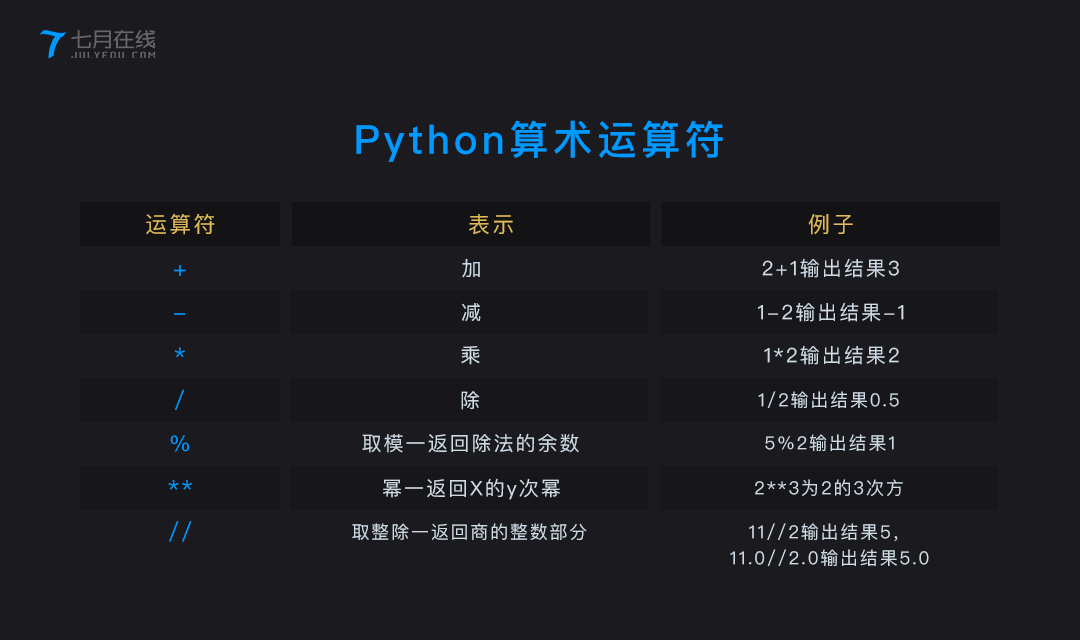 七月在线
JULYEDU.COM
Python算术运算符
运算符 表示 例子
+ 加 2+1输出结果3
- 减 1-2输出结果-1
* 乘 1*2输出结果2
/ 除 1/2输出结果0.5
% 取模一返回除法的余数 5%2输出结果1
** 幂一返回X的y次幂 2**3为2的3次方
// 取整除一返回商的整数部分 11//2输出结果5,
11.0//2.0输出结果5.0